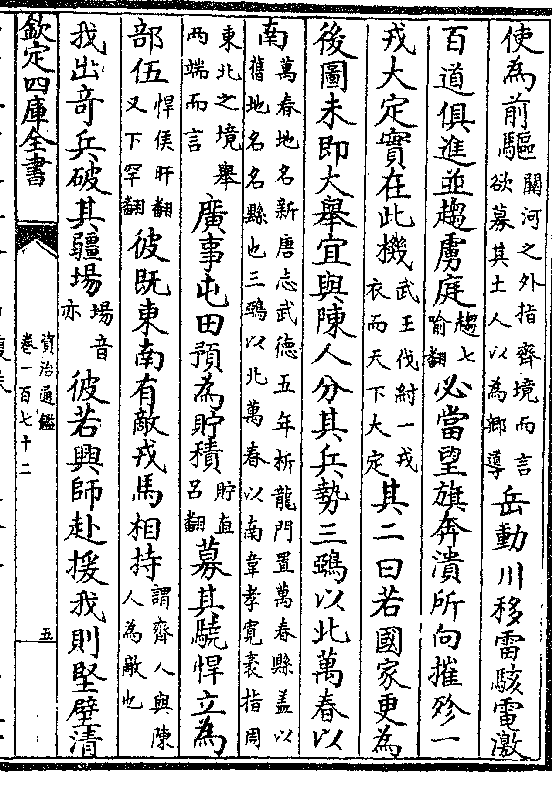 使為前驅關河之外指齊境而言欲募其土人以為鄉導岳動川移雷駭雷激
百道俱進並趨虜庭趨七喻翻必當望旗奔潰所向摧殄一
戎大定實在此機武王伐紂一戎衣而天下大定其二曰若國家更為
後圖未即大舉宜與陳人分其兵勢三鵶以北萬春以
南萬春地名新唐志武德五年析龍門置萬春縣盖以舊地名名縣也三鵶以北萬春以南韋孝寛袤指周
東北之境舉兩端而言廣事屯田預為貯積貯直呂翻募其驍悍立為
部伍悍侯旰翻又下罕翻彼既東南有敵戎馬相持謂齊人與陳人為敵也
我出竒兵破其疆場場音亦彼若興師赴援我則堅壁清
欽定四庫全書
資治通鑑
卷一百七十二
五